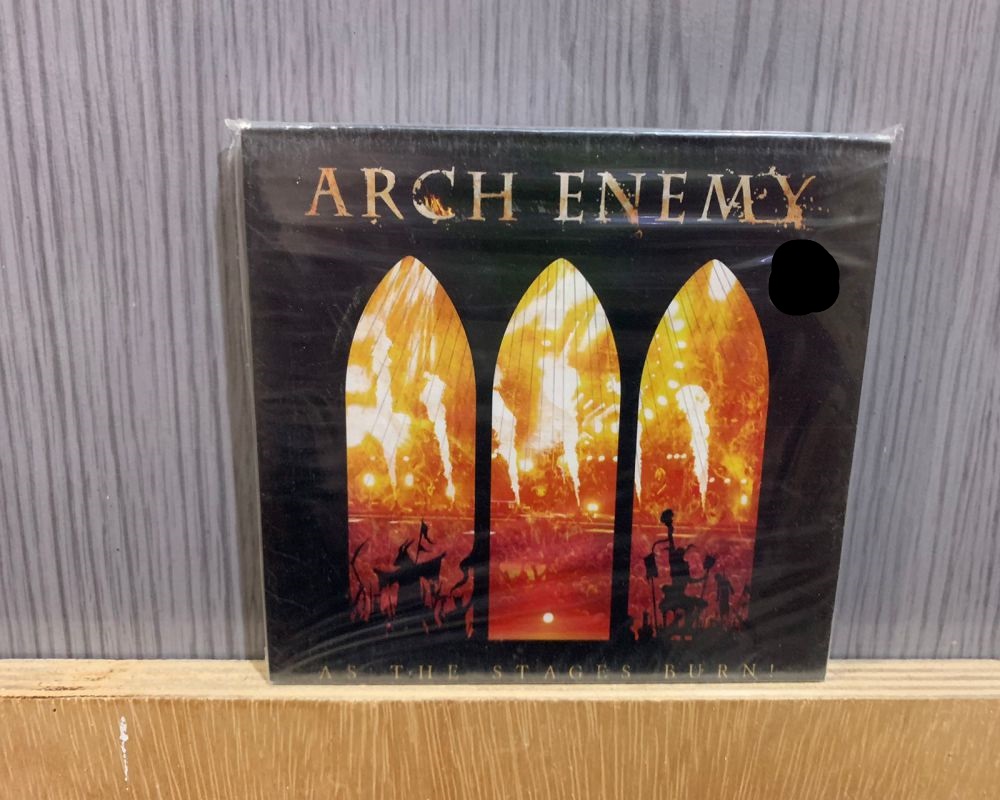 ARCH ENEMY
AS THE STAGES BURN!